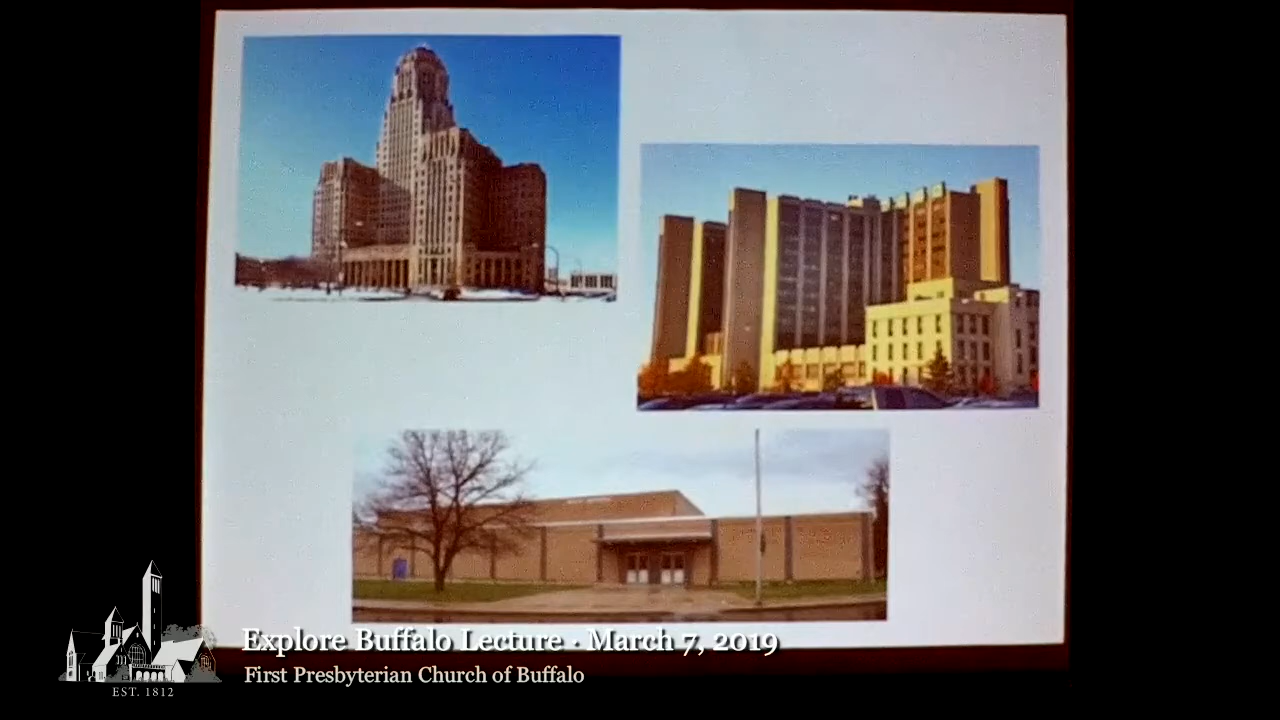 Explore Buffalo Lecture · March 7, 2019
First Presbyterian Church of Buffalo
EST. 1812